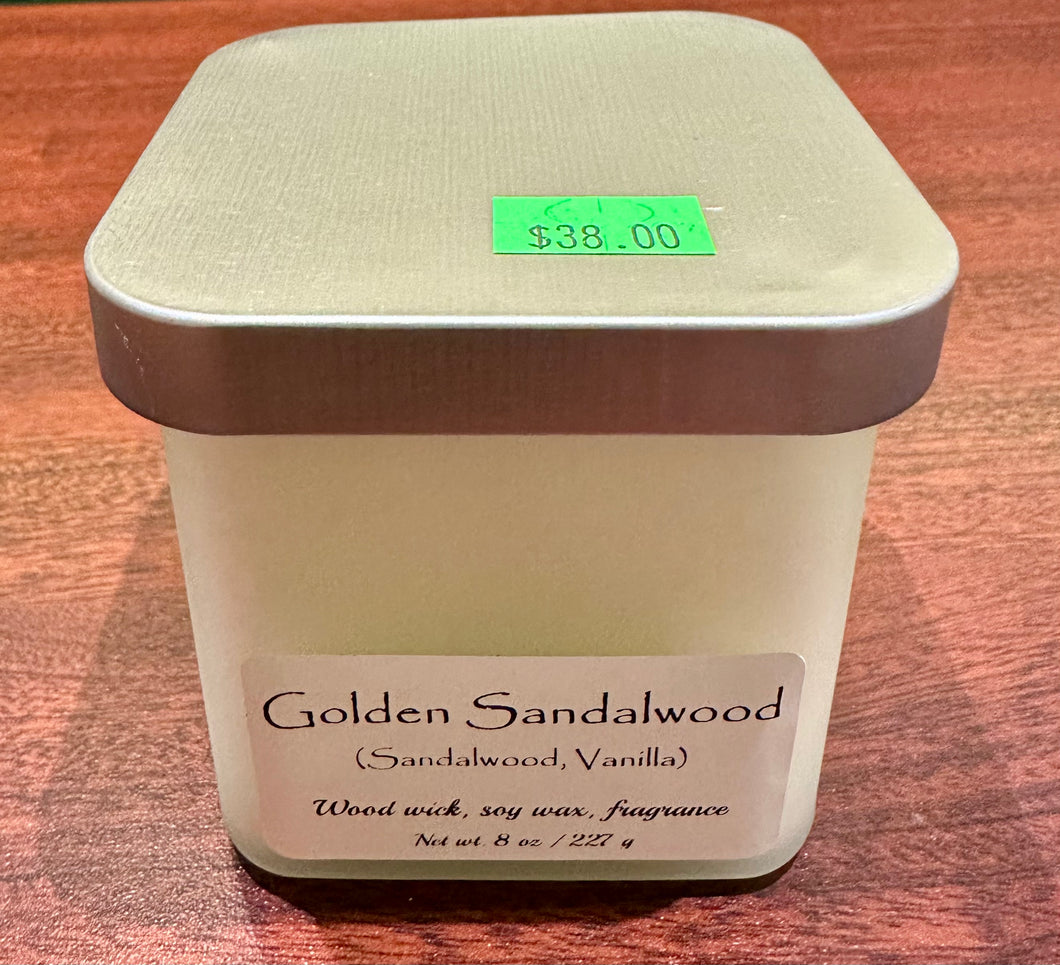 $38.00
Golden Sandalwood
(Sandalwood, Vanilla)
Wood wick, soy wax, fragrance
Net wt. 8 oz / 227 g